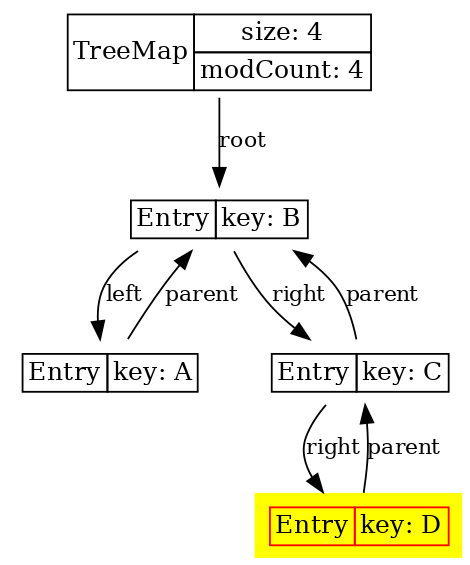 TreeMap
size: 4
modCount: 4
root
Entry key: B
left
parent
right
parent
Entry key: A
Entry key: C
right
parent
Entry key: D